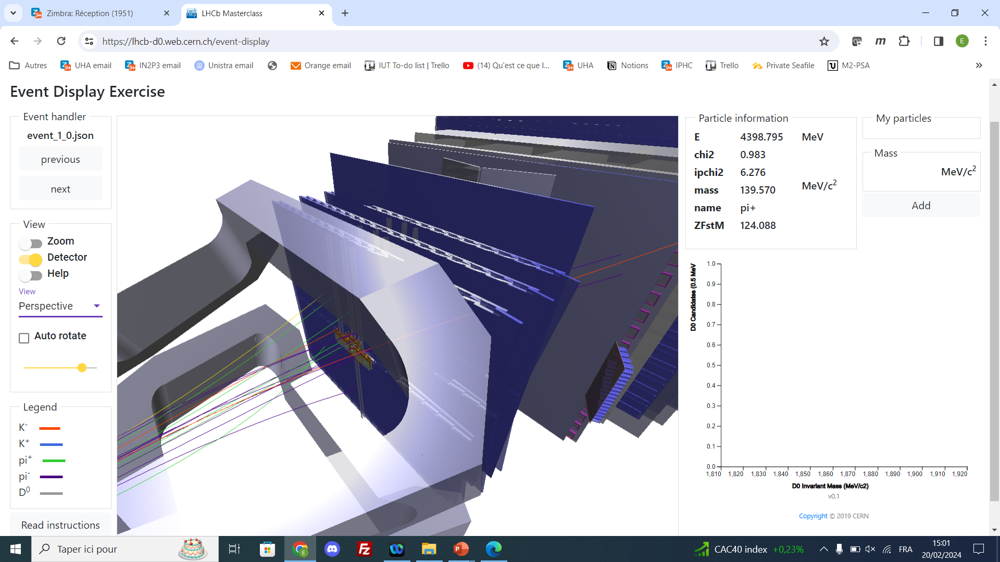 Zimbra: Réception (1951)
LHCb Masterclass
https://lhcb-d0.web.cern.ch/event-display
E
Autres
UHA email
IN2P3 email
Unistra email
Orange email
IUT To-do list | Trello
(14) Qu'est ce que l...
UHA
Notions
IPHC
Trello
Private Seafile
M2-PSA
Event Display Exercise
Event handler
event_1_0.json
previous
next
View
Zoom
Detector
Help
View
Perspective
Auto rotate
Legend
K-
K+
pi+
pi-
D0
Read instructions
Particle information
E 4398.795 MeV
chi2 0.983
ipchi2 6.276
mass 139.570 MeV/c2
name pi+
ZFstM 124.088
My particles
Mass
MeV/c2
Add
D0 Candidates (0.5 MeV
1.0
0.9
0.8
0.7
0.6
0.5
0.4
0.3
0.2
0.1
0.0
1,810 1,820 1,830 1,840 1,850 1,860 1,870 1,880 1,890 1,900 1,910 1,920
D0 Invariant Mass (MeV/c2)
v0.1
Copyright © 2019 CERN
Taper ici pour
CAC40 index +0,23%
FRA
15:01
20/02/2024